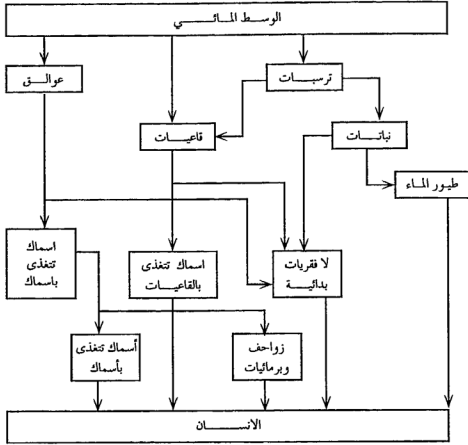 الوسط المائي
عوالق
ترسبات
قاعيات
نباتات
طيور الماء
اسماك
تتغذى
باسماك
اسماك تتغذى
بالقاعيات
لا فقريات
بدائية
أسماك تتغذى
بأسماك
زواحف
وبرمائيات
الانسان